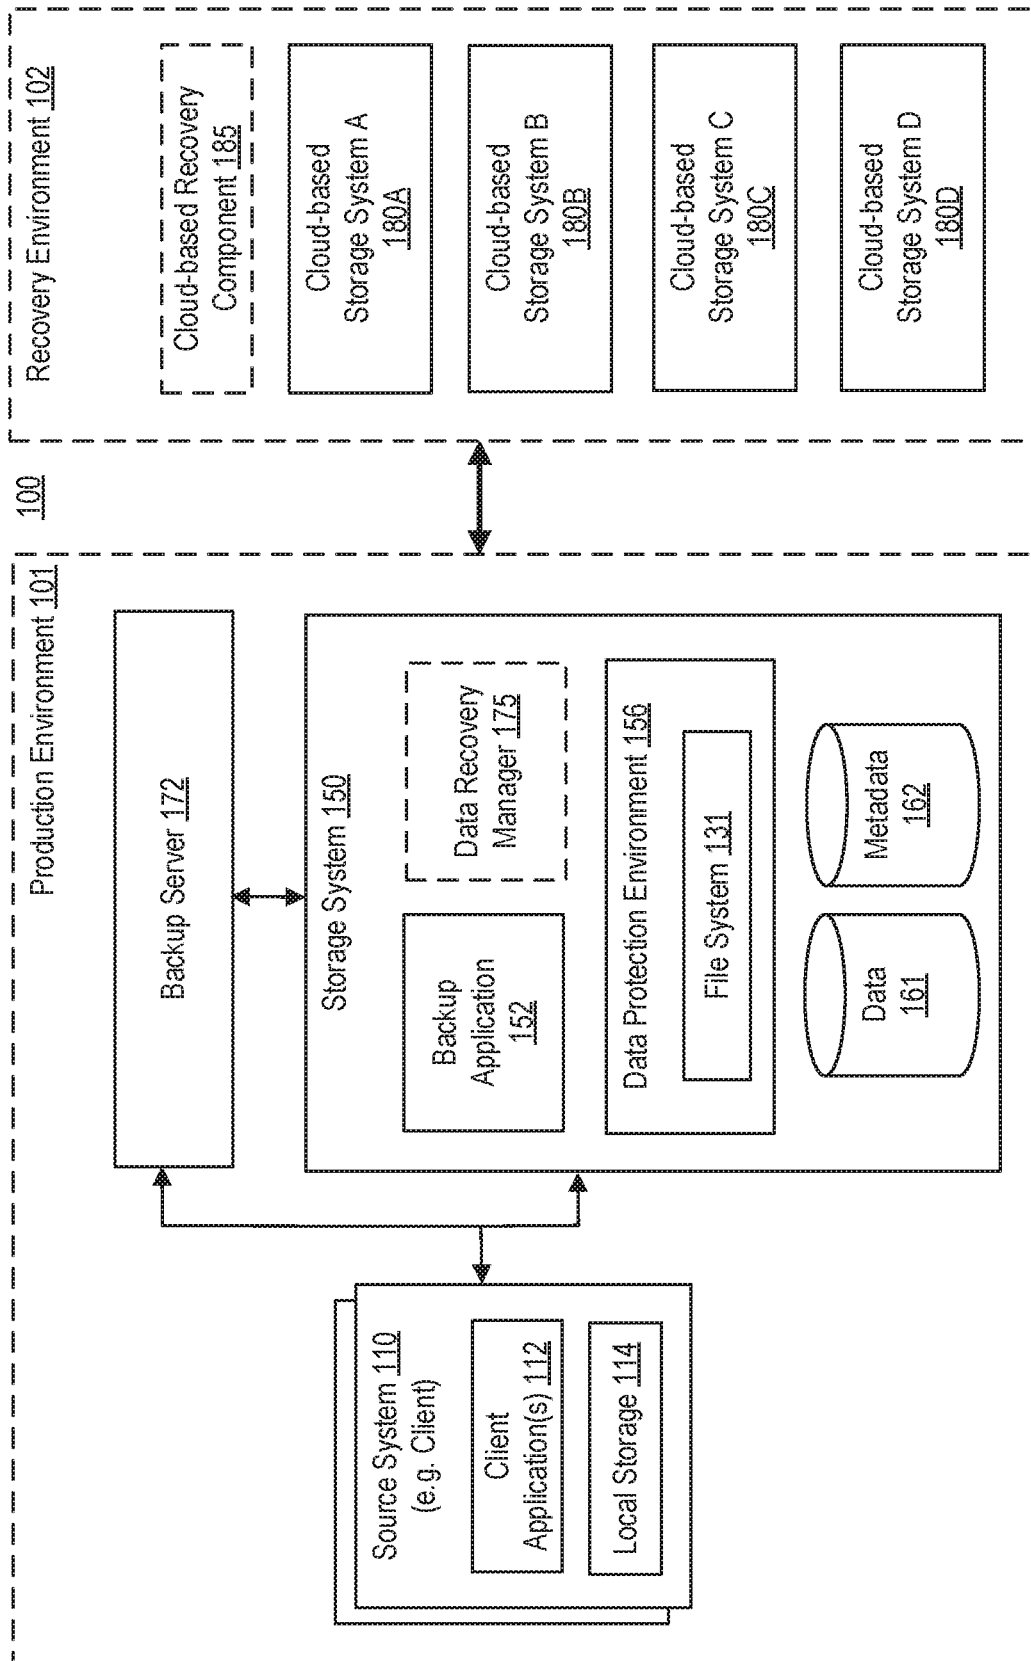 100
Production Environment 101
Source System 110
(e.g. Client)
Client
Application(s) 112
Local Storage 114
Backup Server 172
Storage System 150
Backup
Application
152
Data Recovery
Manager 175
Data Protection Environment 156
File System 131
Data
161
Metadata
162
Recovery Environment 102
Cloud-based Recovery
Component 185
Cloud-based
Storage System A
180A
Cloud-based
Storage System B
180B
Cloud-based
Storage System C
180C
Cloud-based
Storage System D
180D